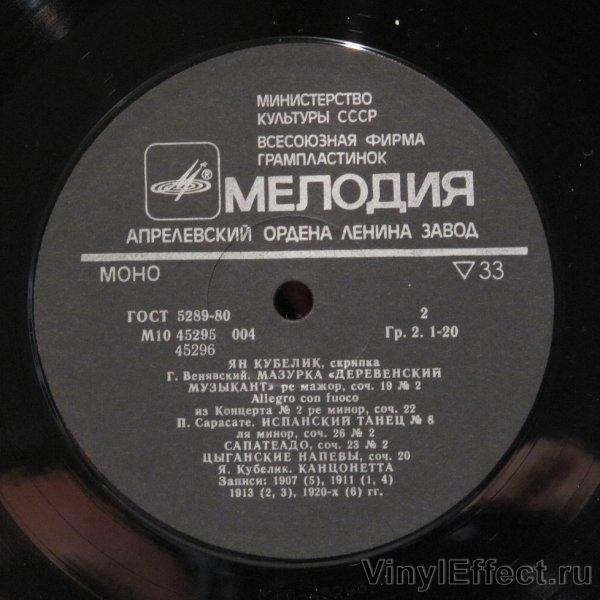 МИНИСТЕРСТВО
КУЛЬТУРЫ СССР
ВСЕСОЮЗНАЯ ФИРМА
ГРАМПЛАСТИНОК
®
МЕЛОДИЯ
АПРЕЛЕВСКИЙ ОРДЕНА ЛЕНИНА ЗАВОД
МОНО ▽33
ГОСТ 5289-80 2
М10 45295 004 Гр. 2. 1-20
45296
ЯН КУБЕЛИК, скрипка
Г. Венявский. МАЗУРКА «ДЕРЕВЕНСКИЙ
МУЗЫКАНТ» ре мажор, соч. 19 № 2
Allegro con fuoco
из Концерта № 2 ре минор, соч. 22
П. Сарасате. ИСПАНСКИЙ ТАНЕЦ № 8
ля минор, соч. 26 № 2
САПАТЕАДО, соч. 23 № 2
ЦЫГАНСКИЕ НАПЕВЫ, соч. 20
Я. Кубелик. КАНЦОНЕТТА
Записи: 1907 (5), 1911 (1, 4)
1913 (2, 3), 1920-х (6) гг.
VinylEffect.ru